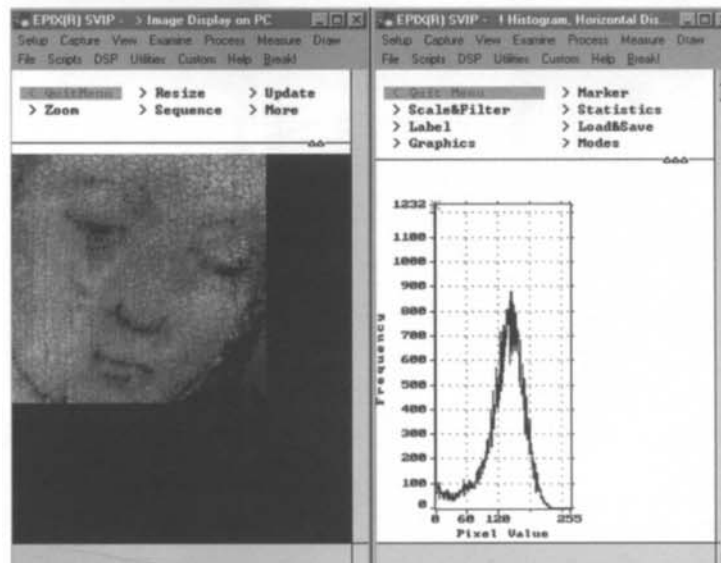 EPIX(R) SVIP - > Image Display on PC
Setup Capture View Examine Process Measure Draw
File Scripts DSP Utilities Custom Help Break!
< QuitMenu > Resize > Update
> Zoom > Sequence > More
EPIX(R) SVIP - ! Histogram, Horizontal Dis...
Setup Capture View Examine Process Measure Draw
File Scripts DSP Utilities Custom Help Break!
< Quit Menu > Marker
> Scale&Filter > Statistics
> Label > Load&Save
> Graphics > Modes
1232
1100
1000
900
800
700
600
500
400
300
200
100
0
Frequency
0 60 120 255
Pixel Value